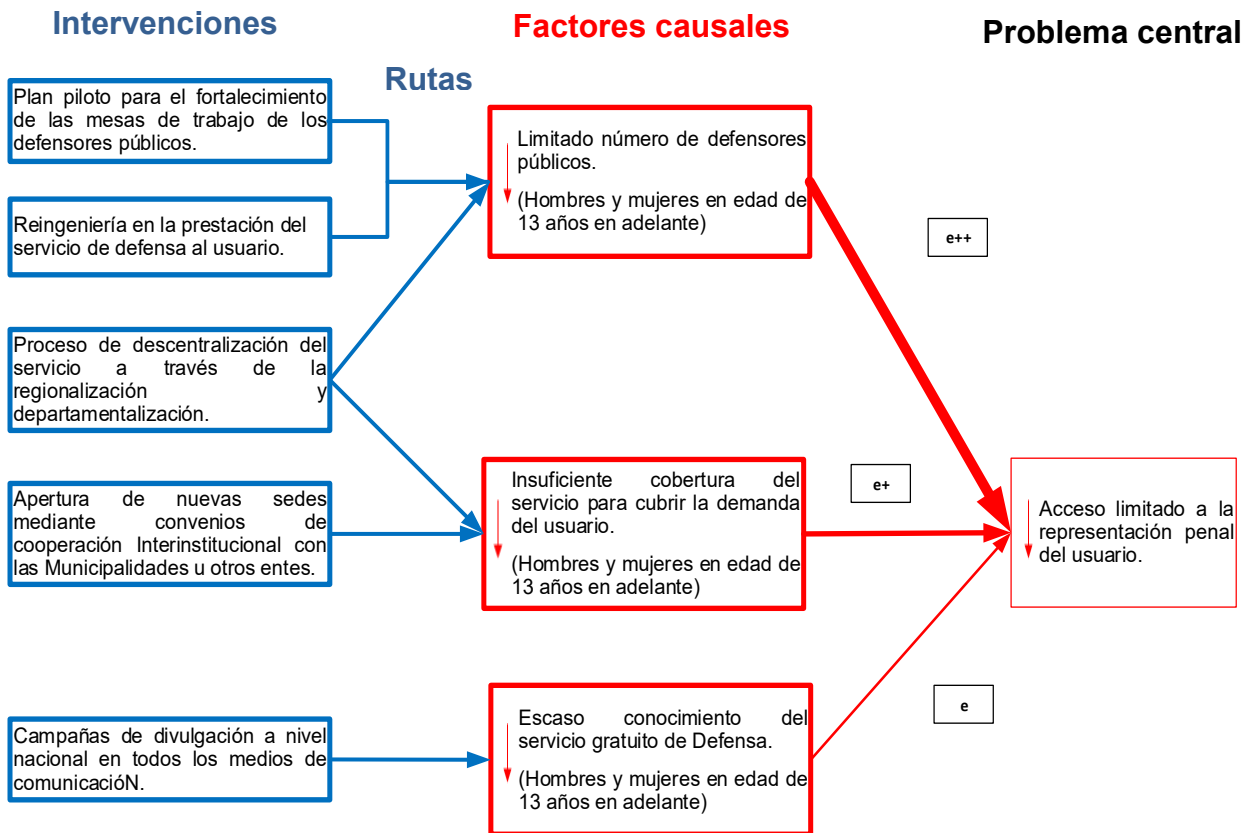 Intervenciones
Factores causales
Problema central
Rutas
Plan piloto para el fortalecimiento
de las mesas de trabajo de los
defensores públicos.
Reingeniería en la prestación del
servicio de defensa al usuario.
Proceso de descentralización del
servicio a través de la
regionalización y
departamentalización.
Apertura de nuevas sedes
mediante convenios de
cooperación Interinstitucional con
las Municipalidades u otros entes.
Campañas de divulgación a nivel
nacional en todos los medios de
comunicacióN.
Limitado número de defensores
públicos.
(Hombres y mujeres en edad de
13 años en adelante)
Insuficiente cobertura del
servicio para cubrir la demanda
del usuario.
(Hombres y mujeres en edad de
13 años en adelante)
Escaso conocimiento del
servicio gratuito de Defensa.
(Hombres y mujeres en edad de
13 años en adelante)
e++
e+
e
Acceso limitado a la
representación penal
del usuario.